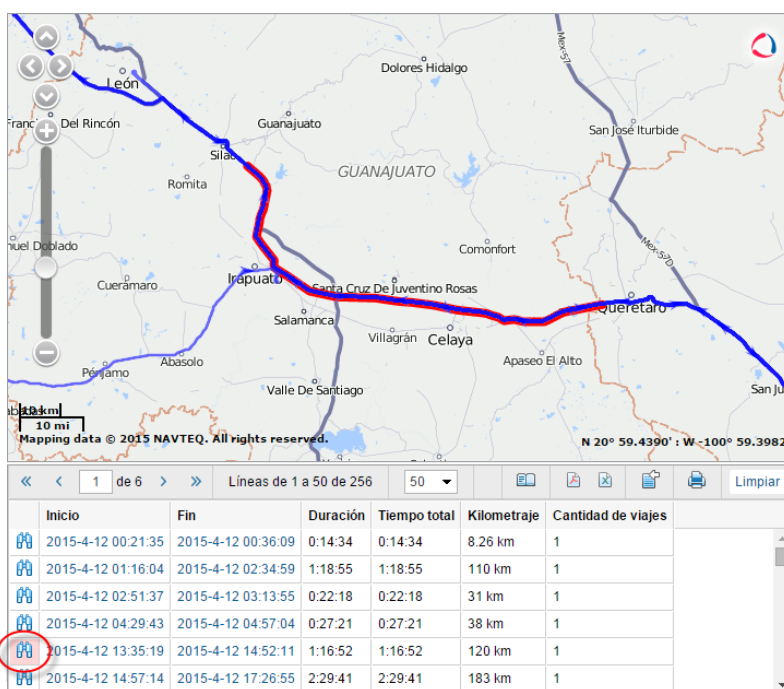 Mex-57
Dolores Hidalgo
León
Del Rincón
Guanajuato
San José Iturbide
Silao
GUANAJUATO
Romita
Mex-57D
nuel Doblado
Comonfort
Irapuato
Cuerámaro
Santa Cruz De Juventino Rosas
Querétaro
Salamanca
Villagrán
Celaya
Abasolo
Apaseo El Alto
Pénjamo
Valle De Santiago
San Ju
10 km
10 mi
Mapping data © 2015 NAVTEQ. All rights reserved.
N 20° 59.4390' : W -100° 59.3982
« < 1 de 6 > » Líneas de 1 a 50 de 256 50 Limpiar
Inicio Fin Duración Tiempo total Kilometraje Cantidad de viajes
2015-4-12 00:21:35 2015-4-12 00:36:09 0:14:34 0:14:34 8.26 km 1
2015-4-12 01:16:04 2015-4-12 02:34:59 1:18:55 1:18:55 110 km 1
2015-4-12 02:51:37 2015-4-12 03:13:55 0:22:18 0:22:18 31 km 1
2015-4-12 04:29:43 2015-4-12 04:57:04 0:27:21 0:27:21 38 km 1
2015-4-12 13:35:19 2015-4-12 14:52:11 1:16:52 1:16:52 120 km 1
2015-4-12 14:57:14 2015-4-12 17:26:55 2:29:41 2:29:41 183 km 1